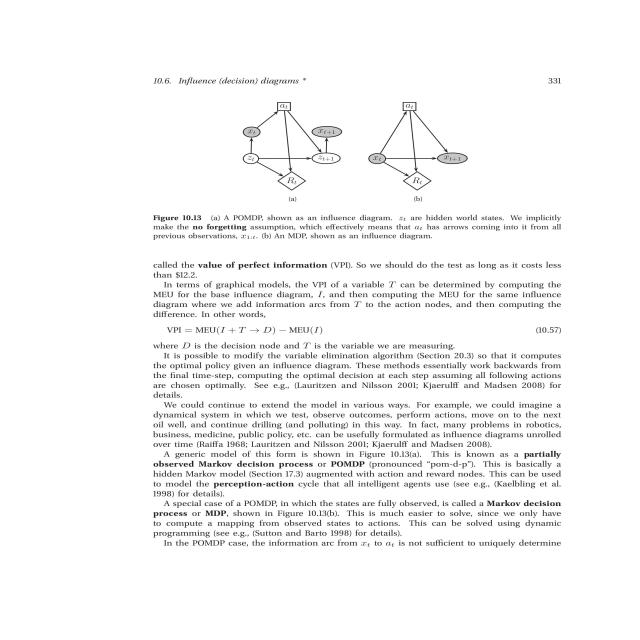 10.6. Influence (decision) diagrams *
331
a_t
x_t
x_{t+1}
z_t
z_{t+1}
R_t
(a)
a_t
x_t
x_{t+1}
R_t
(b)
Figure 10.13 (a) A POMDP, shown as an influence diagram. z_t are hidden world states. We implicitly
make the no forgetting assumption, which effectively means that a_t has arrows coming into it from all
previous observations, x_{1:t}. (b) An MDP, shown as an influence diagram.
called the value of perfect information (VPI). So we should do the test as long as it costs less
than $12.2.
In terms of graphical models, the VPI of a variable T can be determined by computing the
MEU for the base influence diagram, I, and then computing the MEU for the same influence
diagram where we add information arcs from T to the action nodes, and then computing the
difference. In other words,
VPI = MEU(I + T → D) − MEU(I) (10.57)
where D is the decision node and T is the variable we are measuring.
It is possible to modify the variable elimination algorithm (Section 20.3) so that it computes
the optimal policy given an influence diagram. These methods essentially work backwards from
the final time-step, computing the optimal decision at each step assuming all following actions
are chosen optimally. See e.g., (Lauritzen and Nilsson 2001; Kjaerulff and Madsen 2008) for
details.
We could continue to extend the model in various ways. For example, we could imagine a
dynamical system in which we test, observe outcomes, perform actions, move on to the next
oil well, and continue drilling (and polluting) in this way. In fact, many problems in robotics,
business, medicine, public policy, etc. can be usefully formulated as influence diagrams unrolled
over time (Raiffa 1968; Lauritzen and Nilsson 2001; Kjaerulff and Madsen 2008).
A generic model of this form is shown in Figure 10.13(a). This is known as a partially
observed Markov decision process or POMDP (pronounced "pom-d-p"). This is basically a
hidden Markov model (Section 17.3) augmented with action and reward nodes. This can be used
to model the perception-action cycle that all intelligent agents use (see e.g., (Kaelbling et al.
1998) for details).
A special case of a POMDP, in which the states are fully observed, is called a Markov decision
process or MDP, shown in Figure 10.13(b). This is much easier to solve, since we only have
to compute a mapping from observed states to actions. This can be solved using dynamic
programming (see e.g., (Sutton and Barto 1998) for details).
In the POMDP case, the information arc from x_t to a_t is not sufficient to uniquely determine